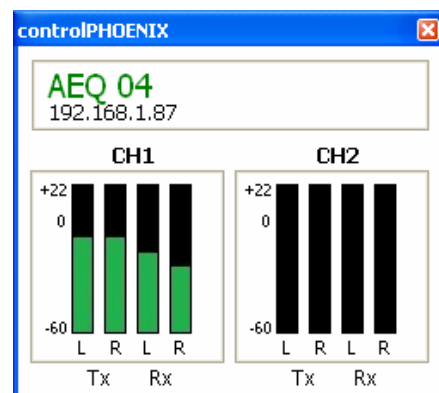 controlPHOENIX
AEQ 04
192.168.1.87
CH1 CH2
+22 +22
0 0
-60 -60
L R L R L R L R
Tx Rx Tx Rx